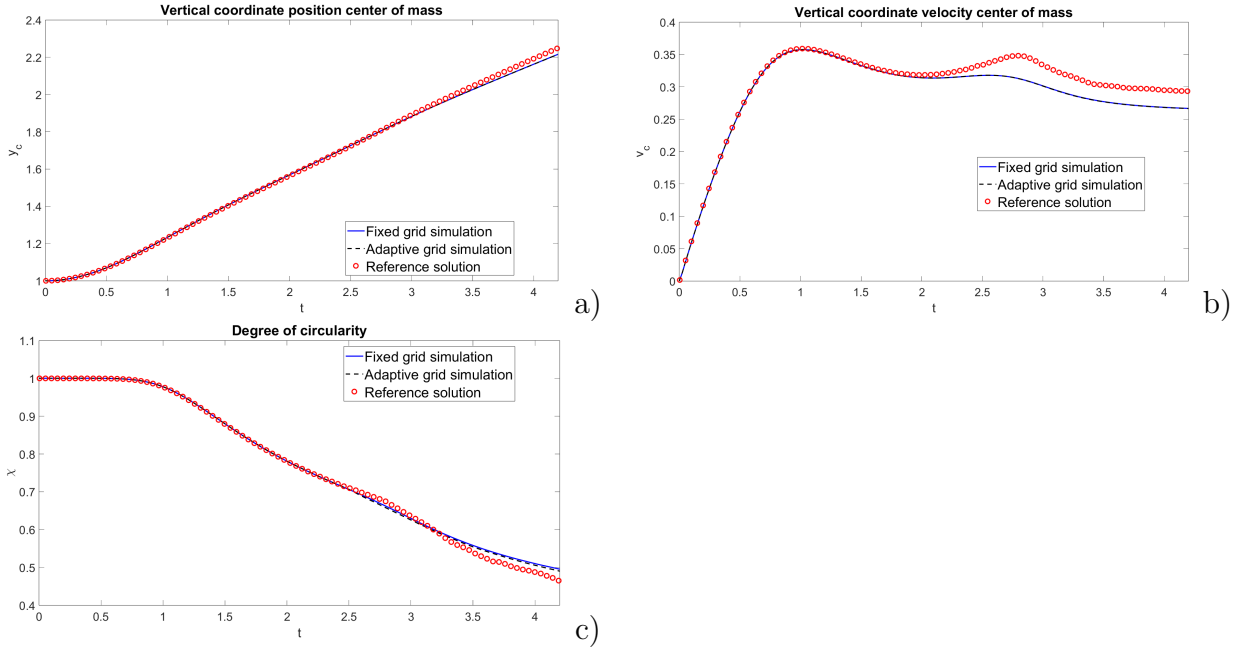 Vertical coordinate position center of mass
2.4
2.2
2
1.8
1.6
1.4
1.2
1
y_c
0 0.5 1 1.5 2 2.5 3 3.5 4
t
Fixed grid simulation
Adaptive grid simulation
Reference solution
a)
Vertical coordinate velocity center of mass
0.4
0.35
0.3
0.25
0.2
0.15
0.1
0.05
0
v_c
0 0.5 1 1.5 2 2.5 3 3.5 4
t
Fixed grid simulation
Adaptive grid simulation
Reference solution
b)
Degree of circularity
1.1
1
0.9
0.8
0.7
0.6
0.5
0.4
χ
0 0.5 1 1.5 2 2.5 3 3.5 4
t
Fixed grid simulation
Adaptive grid simulation
Reference solution
c)